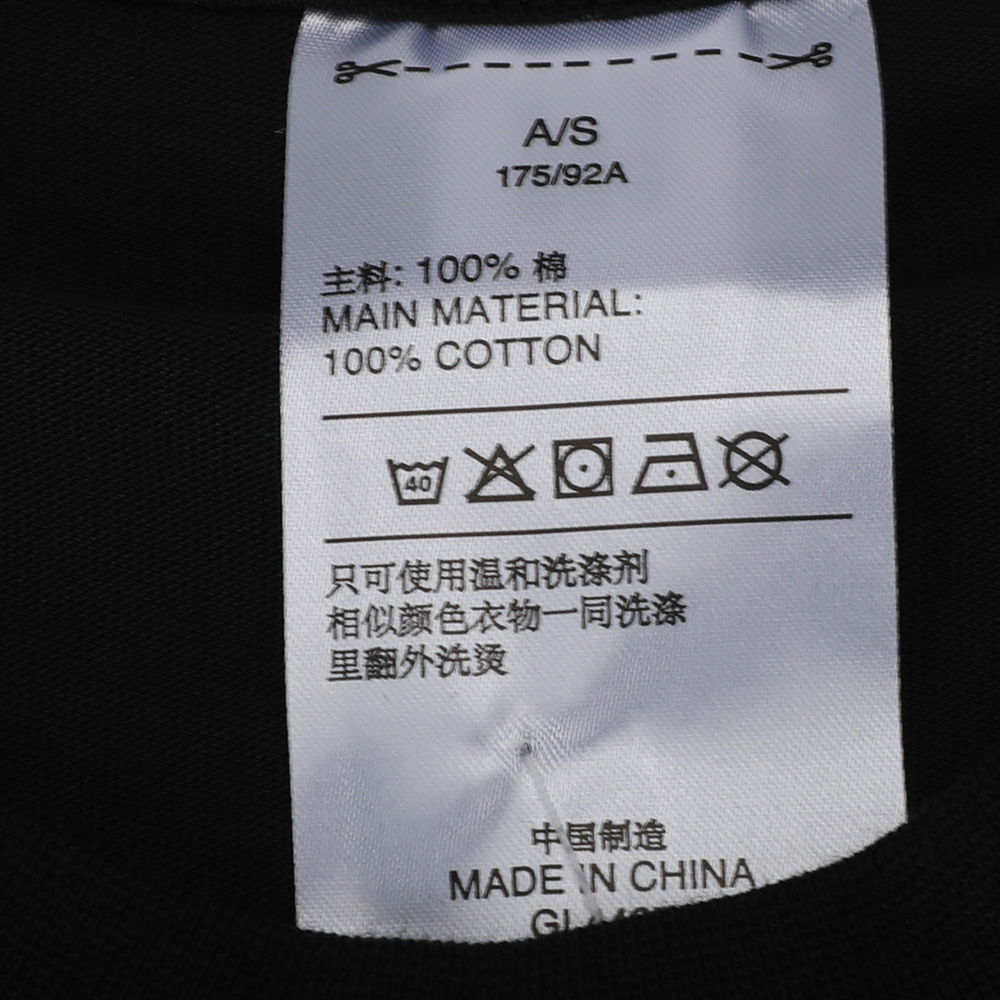 A/S
175/92A
主料: 100% 棉
MAIN MATERIAL:
100% COTTON
40
只可使用温和洗涤剂
相似颜色衣物一同洗涤
里翻外洗烫
中国制造
MADE IN CHINA